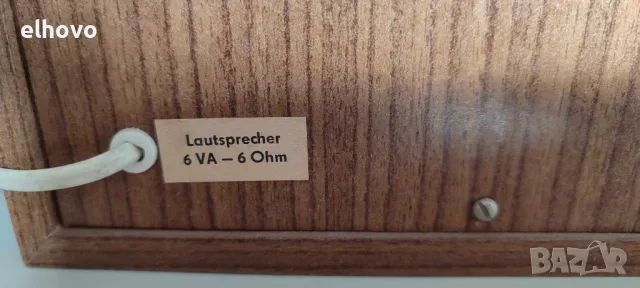 elhovo
Lautsprecher
6 VA – 6 Ohm
BAZAR